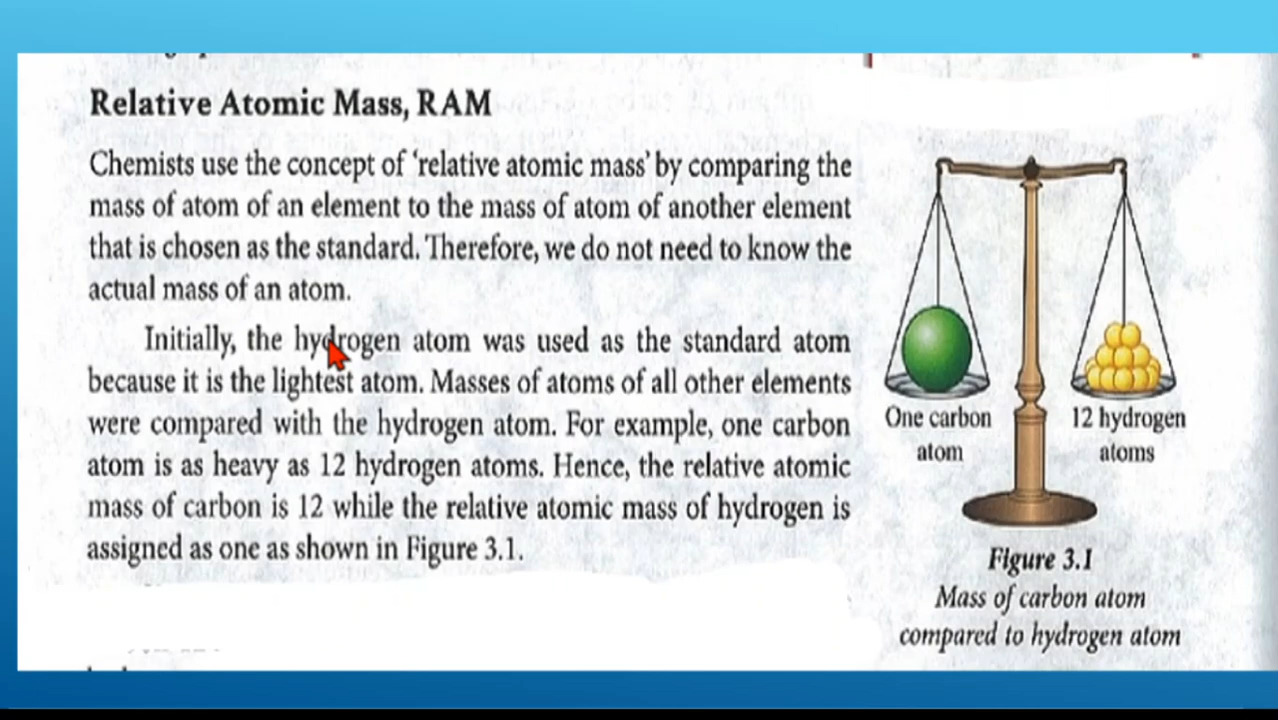 Relative Atomic Mass, RAM
Chemists use the concept of 'relative atomic mass' by comparing the
mass of atom of an element to the mass of atom of another element
that is chosen as the standard. Therefore, we do not need to know the
actual mass of an atom.
Initially, the hydrogen atom was used as the standard atom
because it is the lightest atom. Masses of atoms of all other elements
were compared with the hydrogen atom. For example, one carbon
atom is as heavy as 12 hydrogen atoms. Hence, the relative atomic
mass of carbon is 12 while the relative atomic mass of hydrogen is
assigned as one as shown in Figure 3.1.
One carbon
atom
12 hydrogen
atoms
Figure 3.1
Mass of carbon atom
compared to hydrogen atom